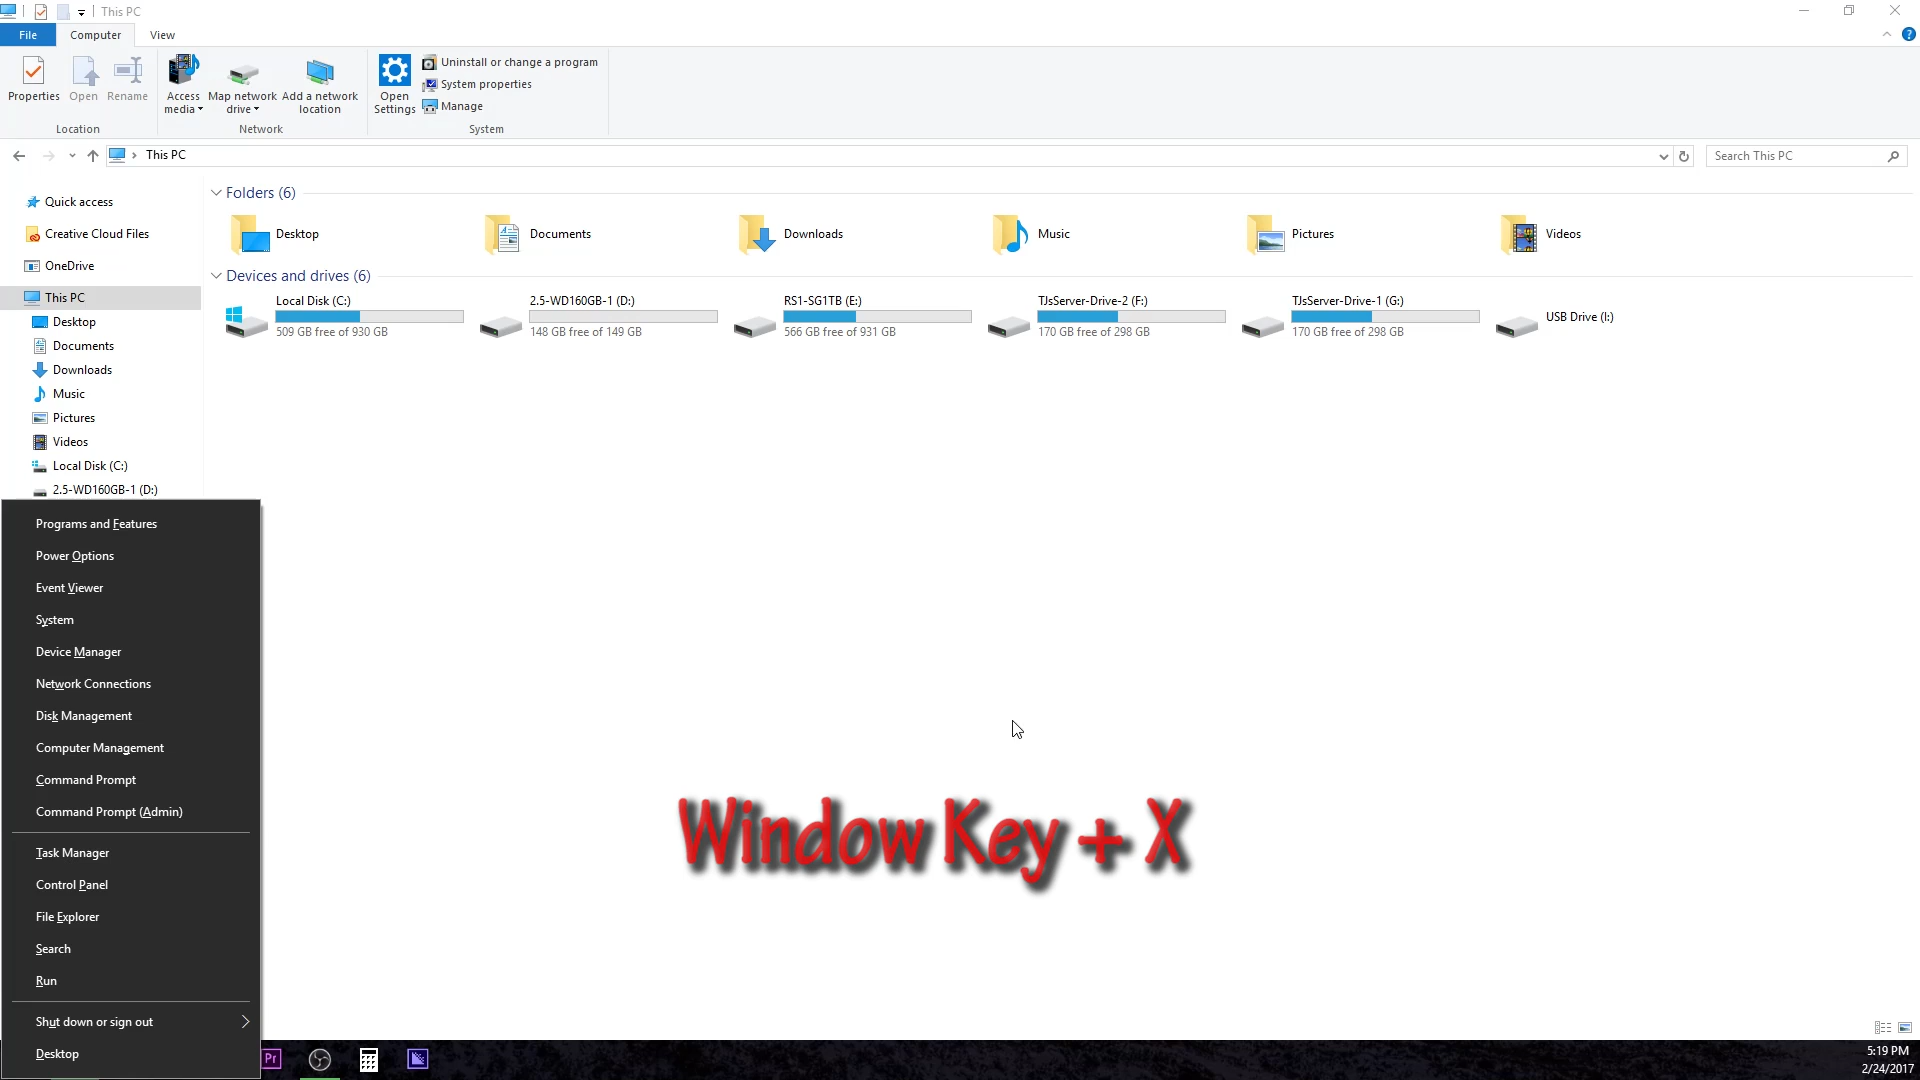 This PC
File
Computer
View
Properties
Open
Rename
Access media
Map network drive
Add a network location
Open Settings
Uninstall or change a program
System properties
Manage
Location
Network
System
This PC
Search This PC
Quick access
Creative Cloud Files
OneDrive
This PC
Desktop
Documents
Downloads
Music
Pictures
Videos
Local Disk (C:)
2.5-WD160GB-1 (D:)
Folders (6)
Desktop
Documents
Downloads
Music
Pictures
Videos
Devices and drives (6)
Local Disk (C:)
509 GB free of 930 GB
2.5-WD160GB-1 (D:)
148 GB free of 149 GB
RS1-SG1TB (E:)
566 GB free of 931 GB
TJsServer-Drive-2 (F:)
170 GB free of 298 GB
TJsServer-Drive-1 (G:)
170 GB free of 298 GB
USB Drive (I:)
Programs and Features
Power Options
Event Viewer
System
Device Manager
Network Connections
Disk Management
Computer Management
Command Prompt
Command Prompt (Admin)
Task Manager
Control Panel
File Explorer
Search
Run
Shut down or sign out
Desktop
Window Key + X
Pr
5:19 PM
2/24/2017